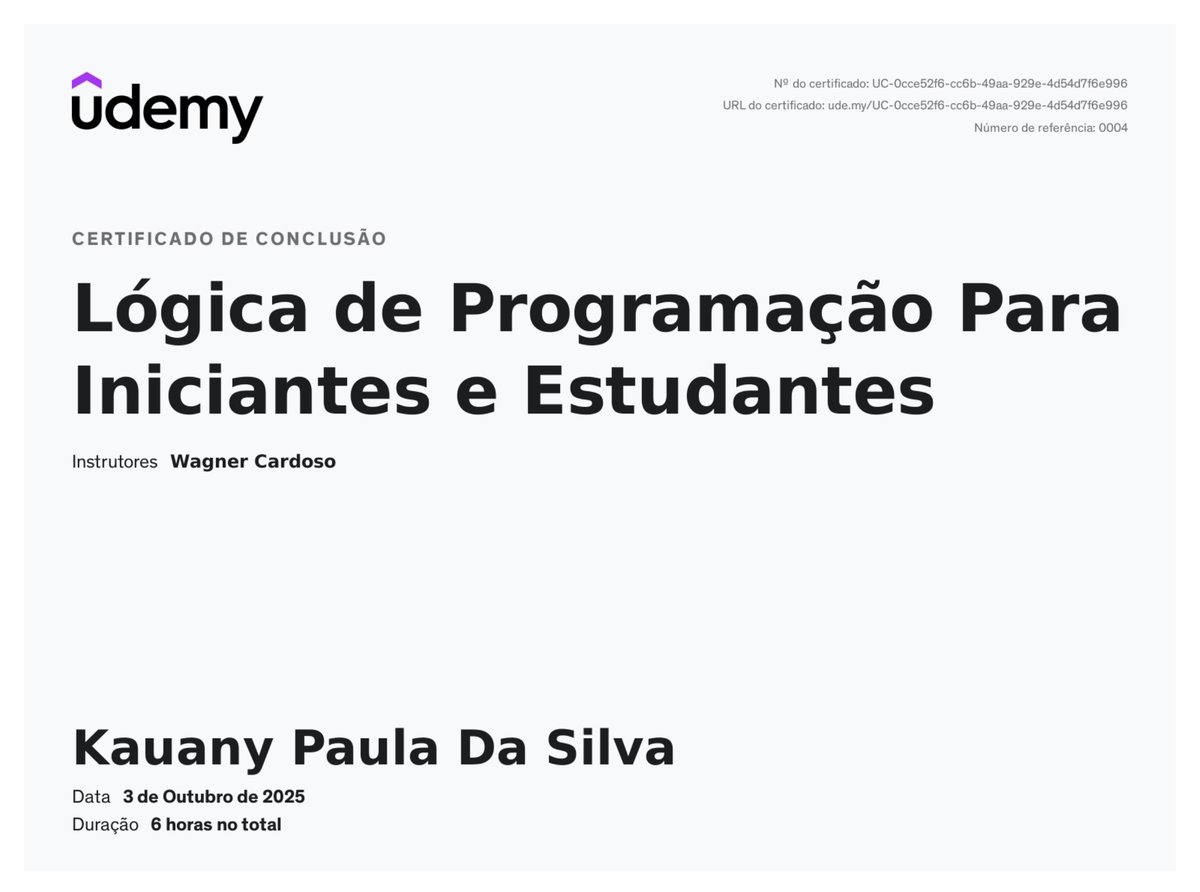 udemy
Nº do certificado: UC-0cce52f6-cc6b-49aa-929e-4d54d7f6e996
URL do certificado: ude.my/UC-0cce52f6-cc6b-49aa-929e-4d54d7f6e996
Número de referência: 0004
CERTIFICADO DE CONCLUSÃO
Lógica de Programação Para
Iniciantes e Estudantes
Instrutores Wagner Cardoso
Kauany Paula Da Silva
Data 3 de Outubro de 2025
Duração 6 horas no total